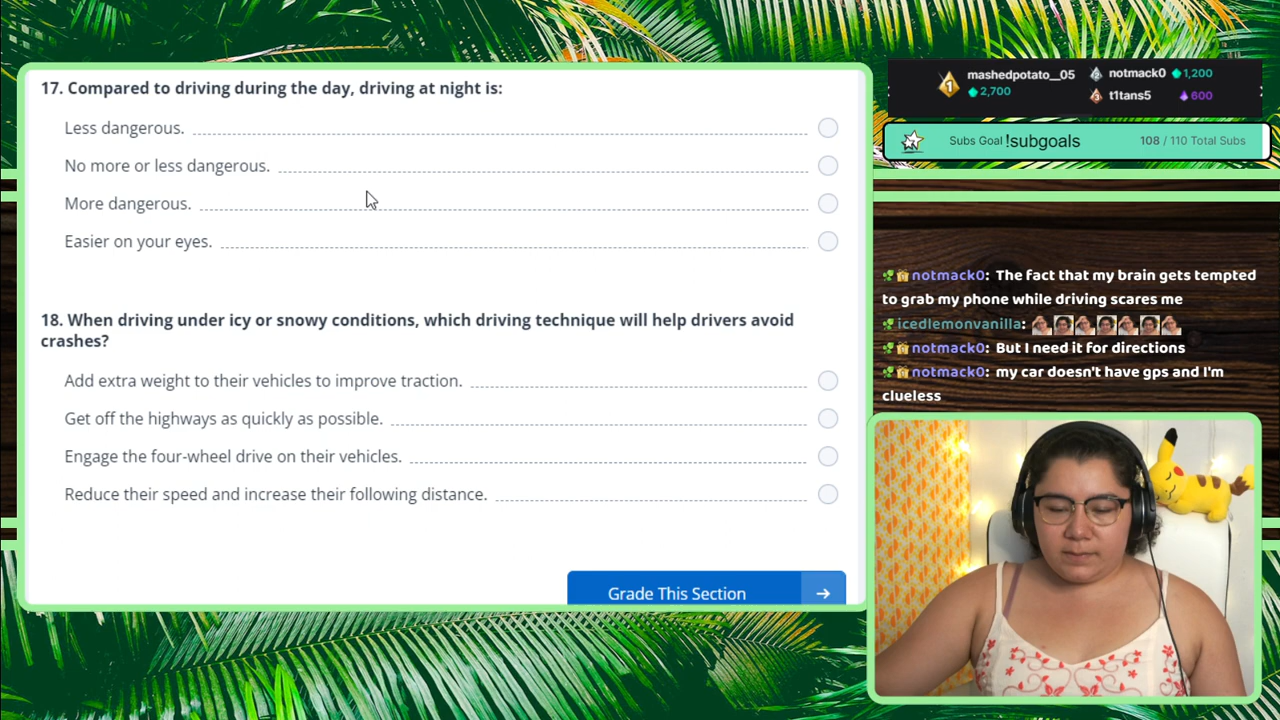 17. Compared to driving during the day, driving at night is:
Less dangerous.
No more or less dangerous.
More dangerous.
Easier on your eyes.
18. When driving under icy or snowy conditions, which driving technique will help drivers avoid
crashes?
Add extra weight to their vehicles to improve traction.
Get off the highways as quickly as possible.
Engage the four-wheel drive on their vehicles.
Reduce their speed and increase their following distance.
Grade This Section
1 mashedpotato__05
2,700
notmack0 1,200
3 t1tans5 600
Subs Goal !subgoals 108 / 110 Total Subs
notmack0: The fact that my brain gets tempted
to grab my phone while driving scares me
icedlemonvanilla:
notmack0: But I need it for directions
notmack0: my car doesn't have gps and I'm
clueless